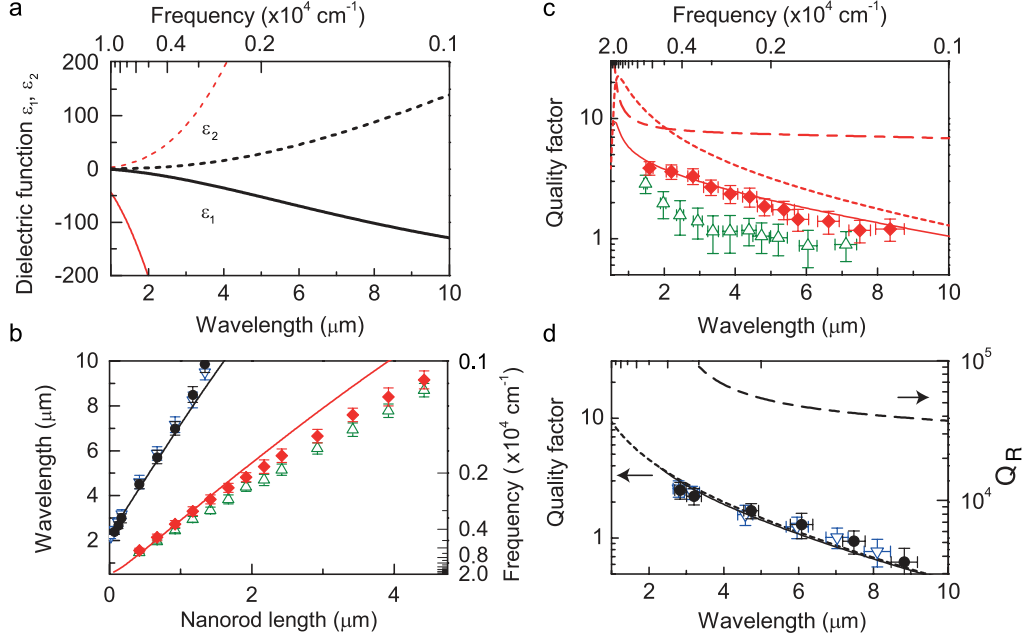 a
Frequency (x10⁴ cm⁻¹)
1.0 0.4 0.2 0.1
Dielectric function ε₁, ε₂
200
100
0
-100
-200
ε₂
ε₁
2 4 6 8 10
Wavelength (μm)
b
Wavelength (μm)
10
8
6
4
2
0 2 4
Nanorod length (μm)
0.1
0.2
0.4
0.8
2.0
Frequency (x10⁴ cm⁻¹)
c
Frequency (x10⁴ cm⁻¹)
2.0 0.4 0.2 0.1
Quality factor
10
1
2 4 6 8 10
Wavelength (μm)
d
Quality factor
10
1
2 4 6 8 10
Wavelength (μm)
10⁵
10⁴
Q_R